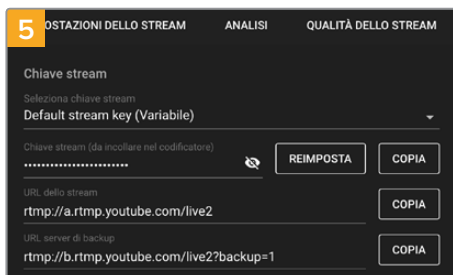 5
OSTAZIONI DELLO STREAM ANALISI QUALITÀ DELLO STREAM
Chiave stream
Seleziona chiave stream
Default stream key (Variabile)
Chiave stream (da incollare nel codificatore)
••••••••••••••••••••••• REIMPOSTA COPIA
URL dello stream
rtmp://a.rtmp.youtube.com/live2 COPIA
URL server di backup
rtmp://b.rtmp.youtube.com/live2?backup=1 COPIA